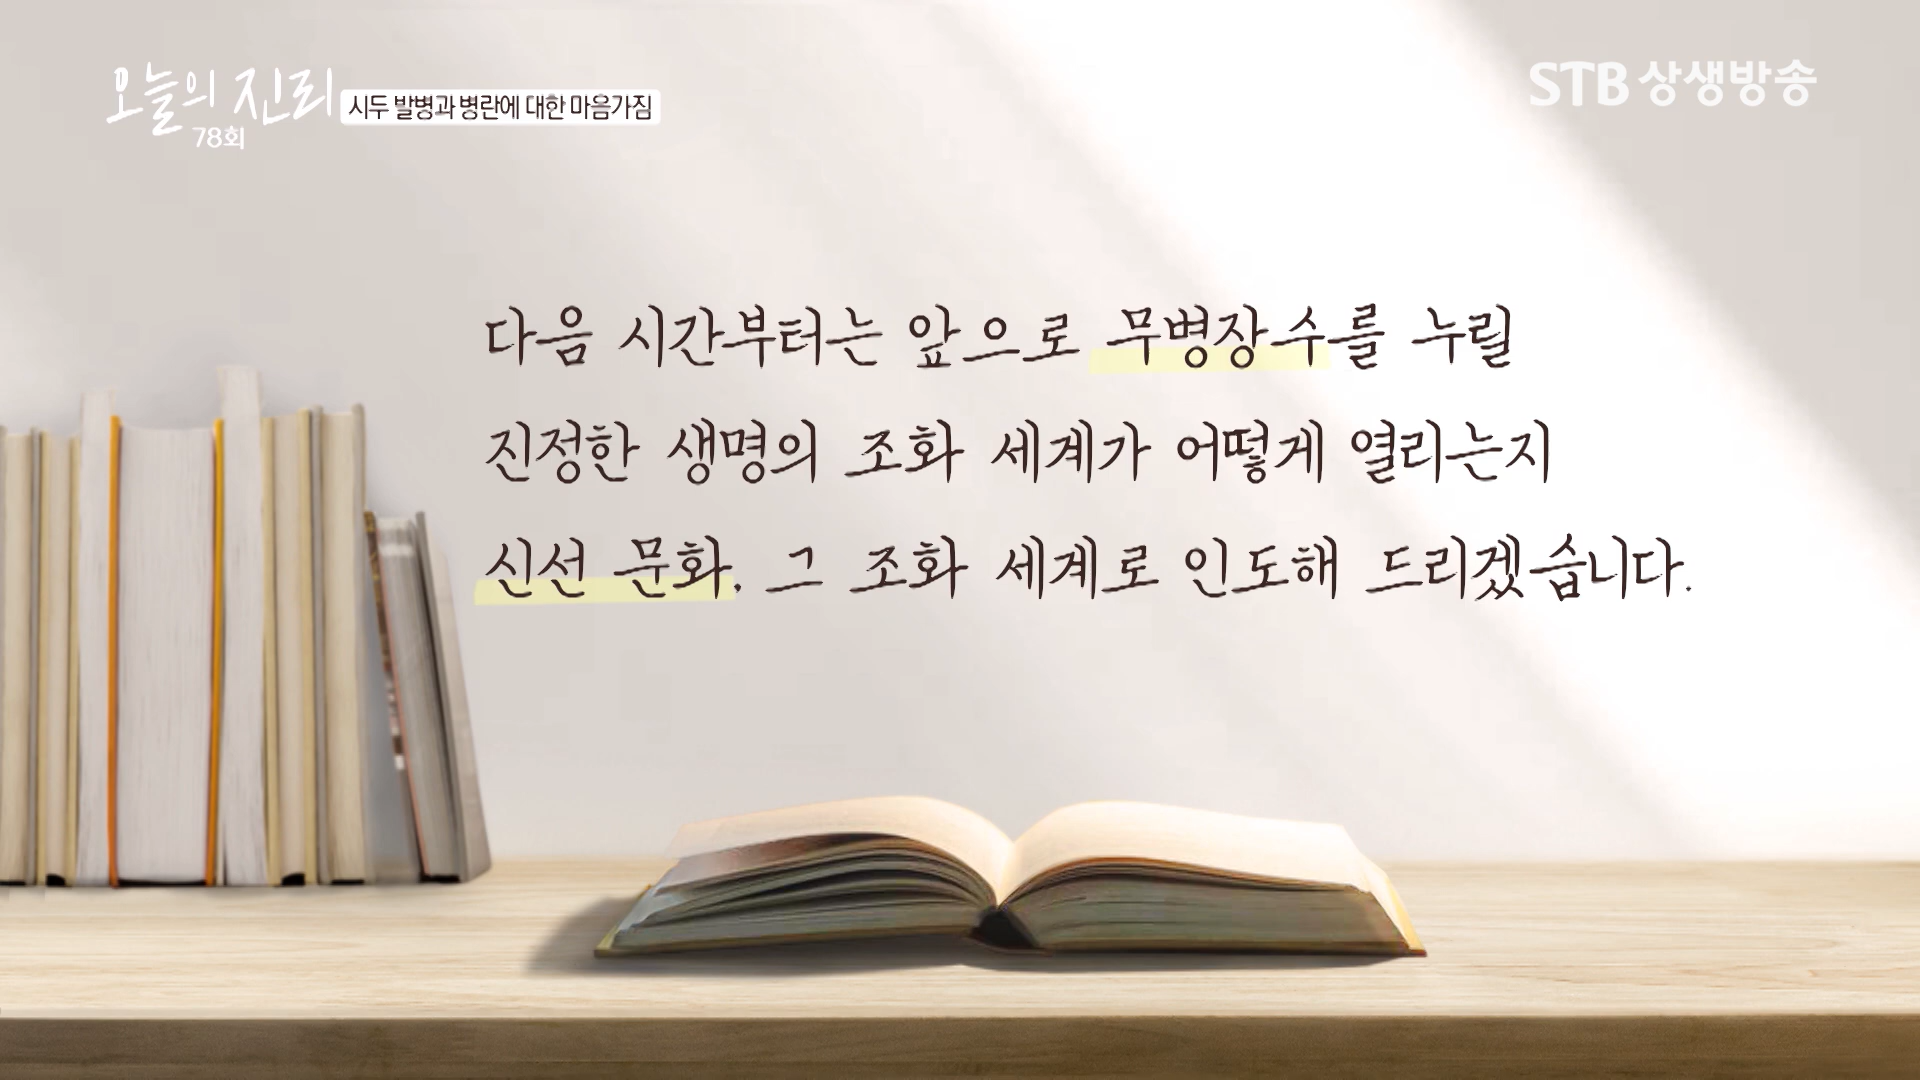 오늘의 진리
78회
시두 발병과 병란에 대한 마음가짐
STB상생방송
다음 시간부터는 앞으로 무병장수를 누릴
진정한 생명의 조화 세계가 어떻게 열리는지
신선 문화, 그 조화 세계로 인도해 드리겠습니다.